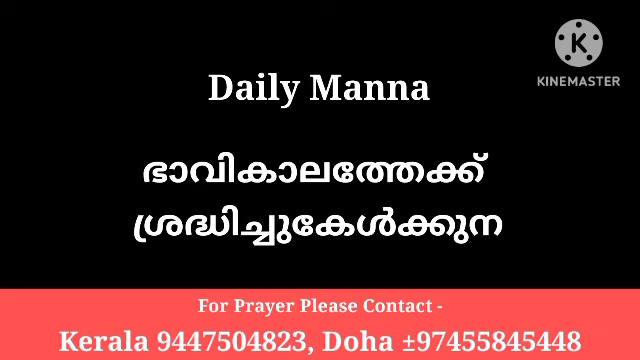 KINEMASTER
Daily Manna
ഭാവികാലത്തേക്ക്
ശ്രദ്ധിച്ചുകേൾക്കുന
For Prayer Please Contact -
Kerala 9447504823, Doha ±97455845448